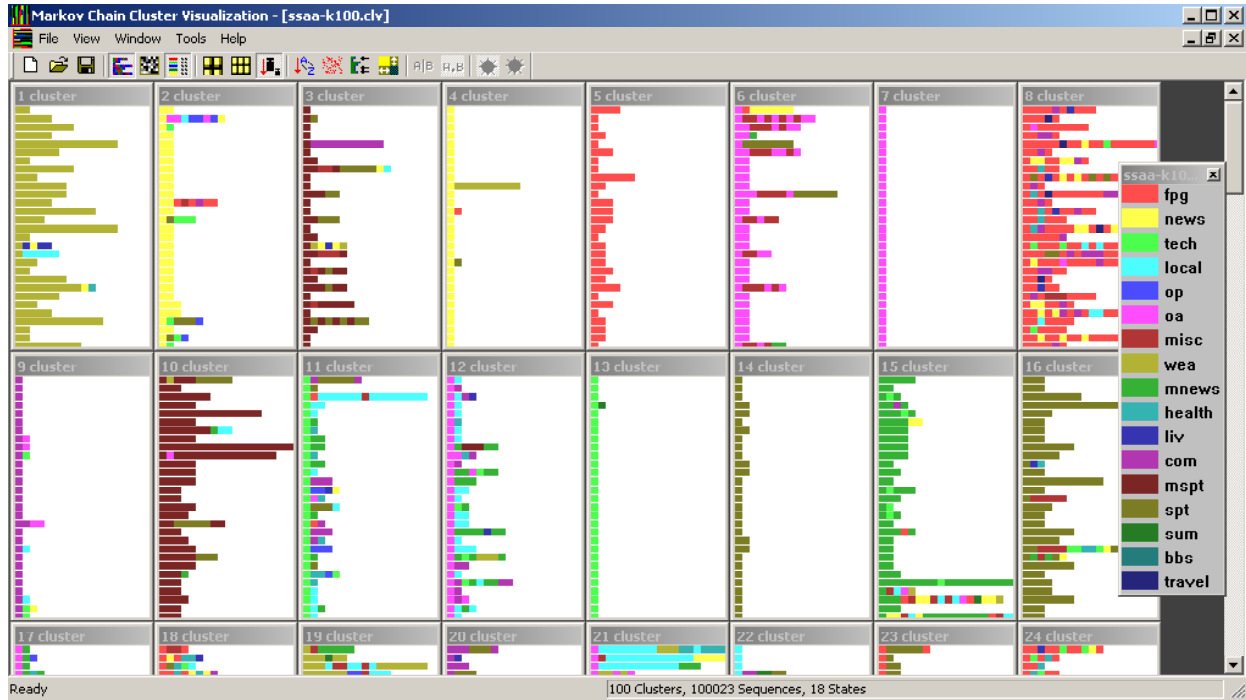 Markov Chain Cluster Visualization - [ssaa-k100.clv]
File View Window Tools Help
A|B
1 cluster 2 cluster 3 cluster 4 cluster 5 cluster 6 cluster 7 cluster 8 cluster
ssaa-k10...
fpg
news
tech
local
op
oa
misc
wea
mnews
health
liv
com
mspt
spt
sum
bbs
travel
9 cluster 10 cluster 11 cluster 12 cluster 13 cluster 14 cluster 15 cluster 16 cluster
17 cluster 18 cluster 19 cluster 20 cluster 21 cluster 22 cluster 23 cluster 24 cluster
Ready 100 Clusters, 100023 Sequences, 18 States